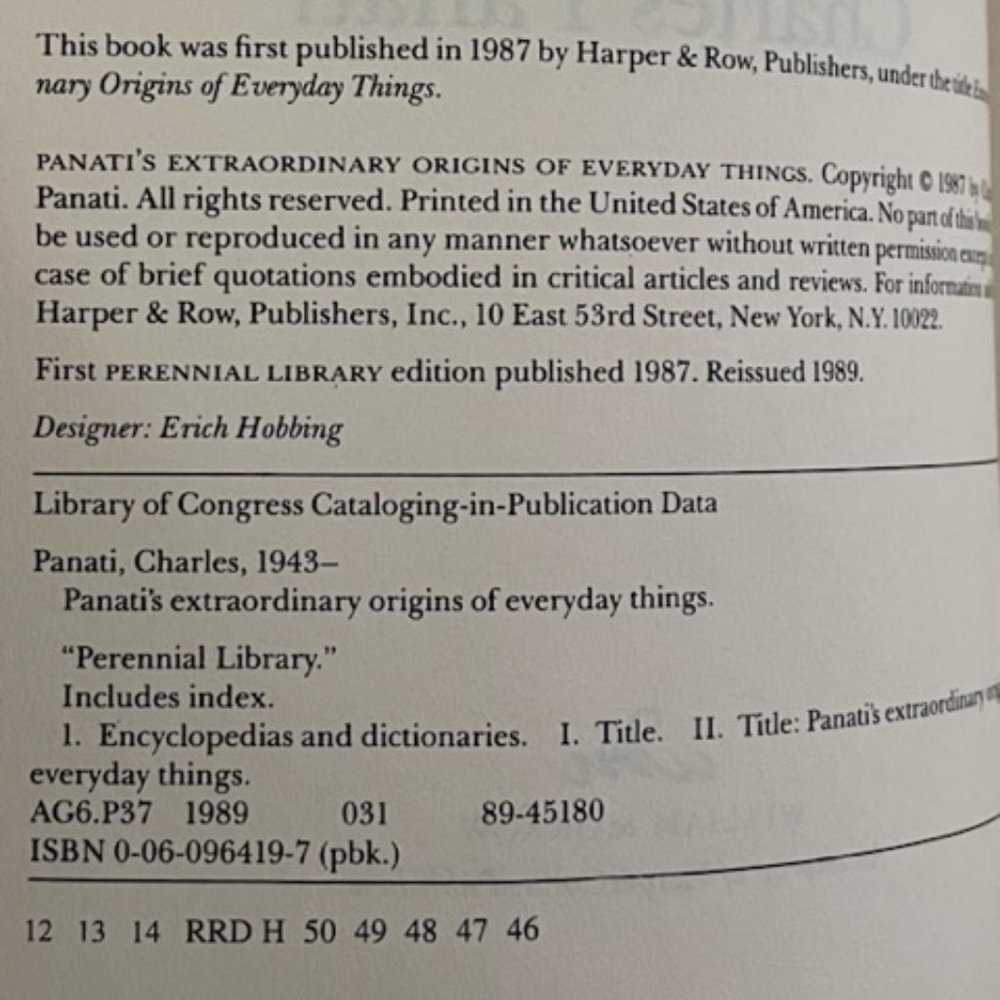 This book was first published in 1987 by Harper & Row, Publishers, under the title
nary Origins of Everyday Things.
PANATI'S EXTRAORDINARY ORIGINS OF EVERYDAY THINGS. Copyright © 1987 by
Panati. All rights reserved. Printed in the United States of America. No part of this
be used or reproduced in any manner whatsoever without written permission
case of brief quotations embodied in critical articles and reviews. For information
Harper & Row, Publishers, Inc., 10 East 53rd Street, New York, N.Y. 10022.
First PERENNIAL LIBRARY edition published 1987. Reissued 1989.
Designer: Erich Hobbing
Library of Congress Cataloging-in-Publication Data
Panati, Charles, 1943–
Panati's extraordinary origins of everyday things.
"Perennial Library."
Includes index.
1. Encyclopedias and dictionaries. I. Title. II. Title: Panati's extraordinary
everyday things.
AG6.P37 1989 031 89-45180
ISBN 0-06-096419-7 (pbk.)
12 13 14 RRD H 50 49 48 47 46